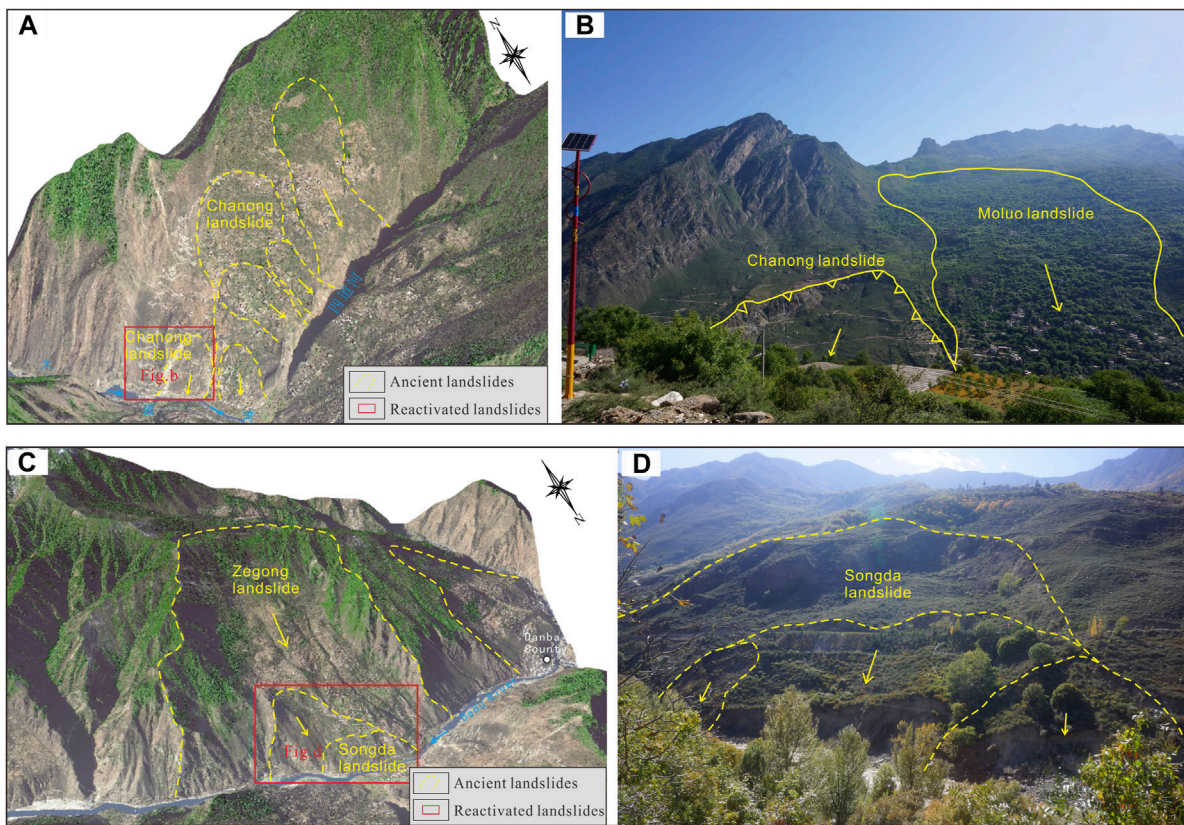 A
N
Chanong
landslide
Chanong
landslide
Fig.b
Ancient landslides
Reactivated landslides
B
Moluo landslide
Chanong landslide
C
N
Zegong
landslide
Danba
County
Fig.d
Songda
landslide
Ancient landslides
Reactivated landslides
D
Songda
landslide